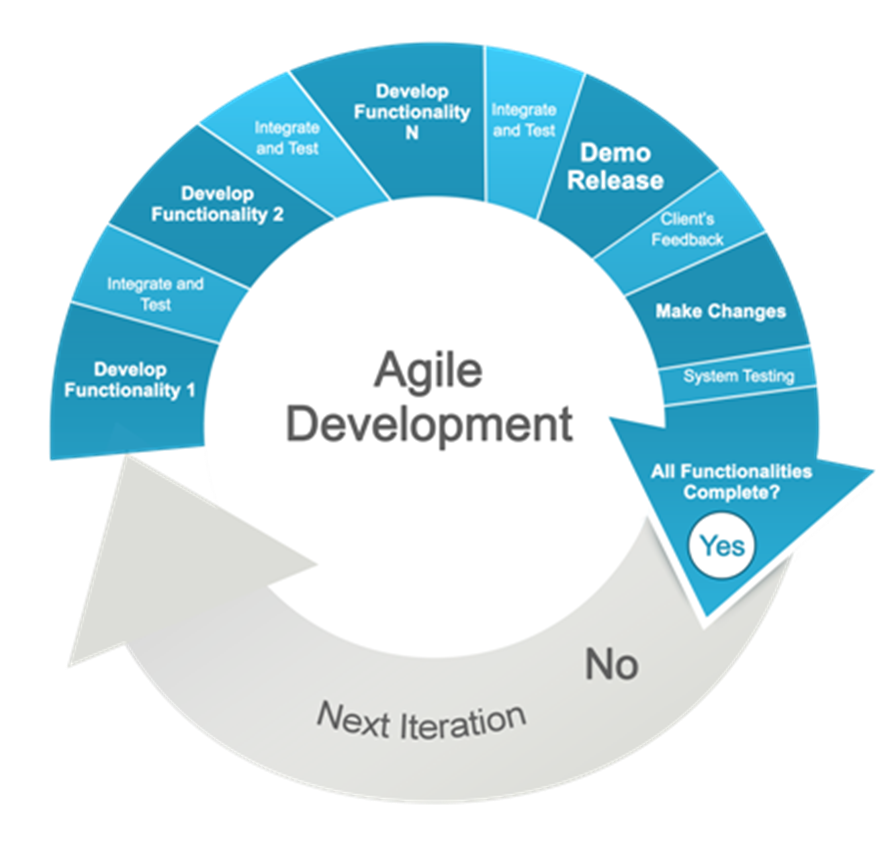 Develop
Functionality 1
Integrate and
Test
Develop
Functionality 2
Integrate
and Test
Develop
Functionality
N
Integrate
and Test
Demo
Release
Client's
Feedback
Make Changes
System Testing
All Functionalities
Complete?
Yes
No
Next Iteration
Agile
Development